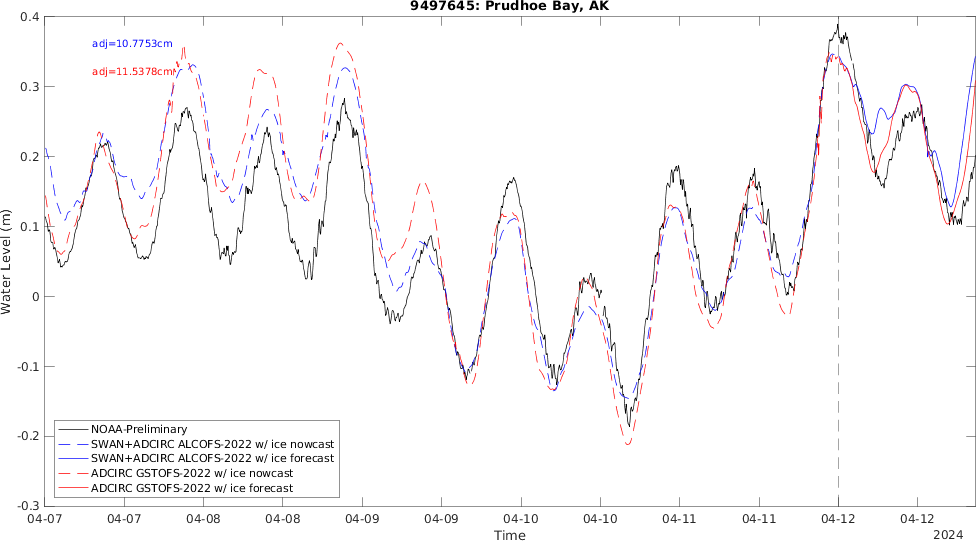 9497645: Prudhoe Bay, AK
0.4
0.3
0.2
0.1
0
-0.1
-0.2
-0.3
Water Level (m)
adj=10.7753cm
adj=11.5378cm
NOAA-Preliminary
SWAN+ADCIRC ALCOFS-2022 w/ ice nowcast
SWAN+ADCIRC ALCOFS-2022 w/ ice forecast
ADCIRC GSTOFS-2022 w/ ice nowcast
ADCIRC GSTOFS-2022 w/ ice forecast
04-07 04-07 04-08 04-08 04-09 04-09 04-10 04-10 04-11 04-11 04-12 04-12
Time
2024